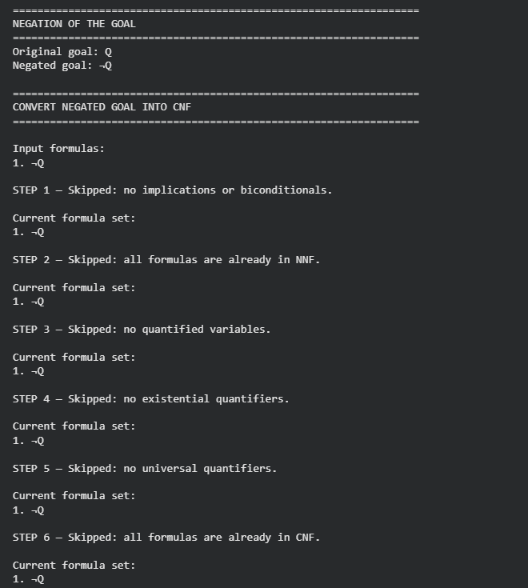 ==================================================================
NEGATION OF THE GOAL
==================================================================
Original goal: Q
Negated goal: ¬Q
==================================================================
CONVERT NEGATED GOAL INTO CNF
==================================================================
Input formulas:
1. ¬Q
STEP 1 — Skipped: no implications or biconditionals.
Current formula set:
1. ¬Q
STEP 2 — Skipped: all formulas are already in NNF.
Current formula set:
1. ¬Q
STEP 3 — Skipped: no quantified variables.
Current formula set:
1. ¬Q
STEP 4 — Skipped: no existential quantifiers.
Current formula set:
1. ¬Q
STEP 5 — Skipped: no universal quantifiers.
Current formula set:
1. ¬Q
STEP 6 — Skipped: all formulas are already in CNF.
Current formula set:
1. ¬Q